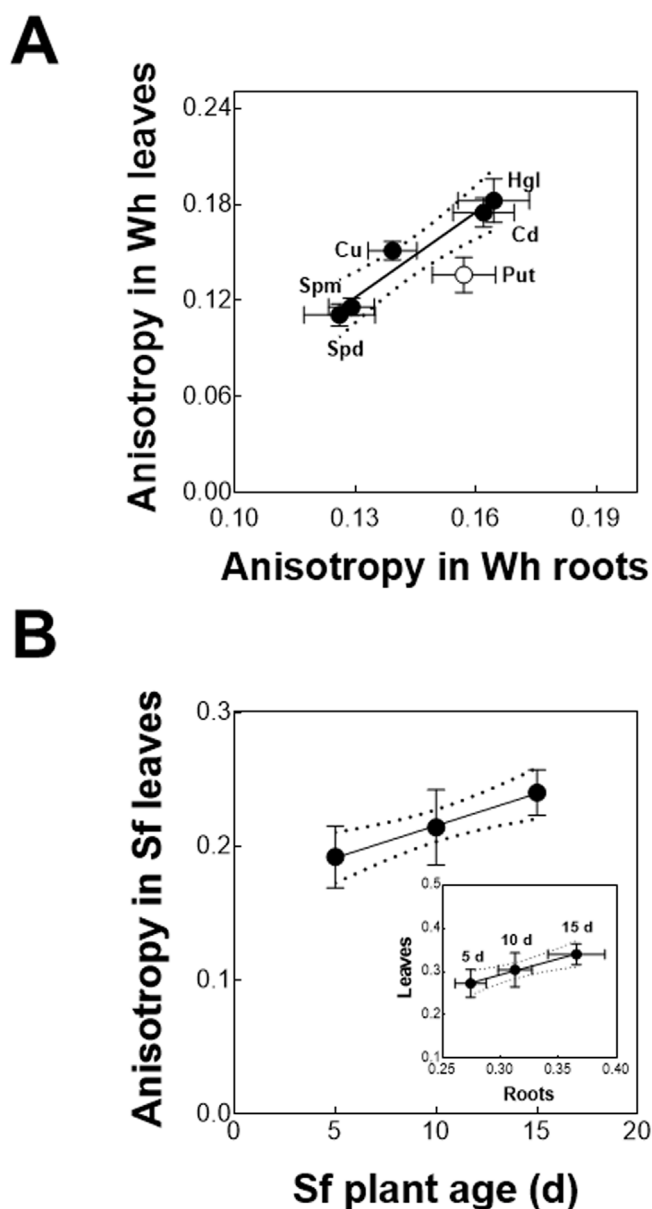 A
Anisotropy in Wh leaves
0.24
0.18
0.12
0.06
0.00
Hgl
Cd
Cu
Put
Spm
Spd
0.10
0.13
0.16
0.19
Anisotropy in Wh roots
B
Anisotropy in Sf leaves
0.3
0.2
0.1
0.0
Leaves
0.5
0.4
0.3
0.2
0.1
5 d
10 d
15 d
0.25
0.30
0.35
0.40
Roots
0
5
10
15
20
Sf plant age (d)